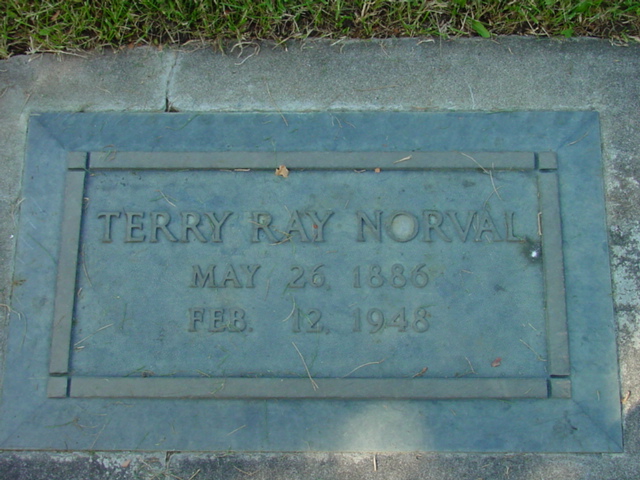 TERRY RAY NORVAL
MAY 26, 1886
FEB. 12, 1948